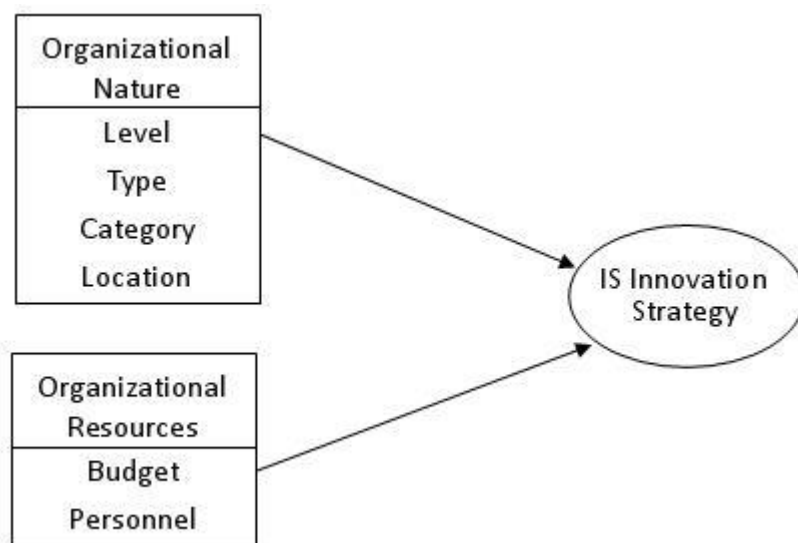 Organizational
Nature
Level
Type
Category
Location
IS Innovation
Strategy
Organizational
Resources
Budget
Personnel